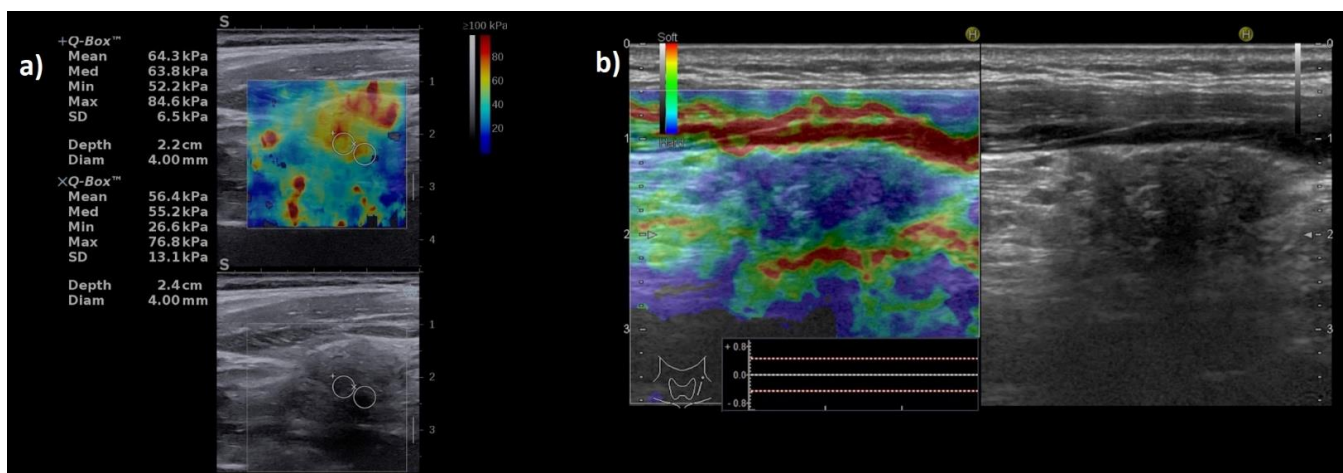 a)
+Q-Box™
Mean 64.3 kPa
Med 63.8 kPa
Min 52.2 kPa
Max 84.6 kPa
SD 6.5 kPa
Depth 2.2 cm
Diam 4.00 mm
×Q-Box™
Mean 56.4 kPa
Med 55.2 kPa
Min 26.6 kPa
Max 76.8 kPa
SD 13.1 kPa
Depth 2.4 cm
Diam 4.00 mm
S
1
2
3
4
S
1
2
3
≥100 kPa
80
60
40
20
b)
Soft
0
1
2
3
H
H
0
1
2
3
+ 0.8
0.0
- 0.8